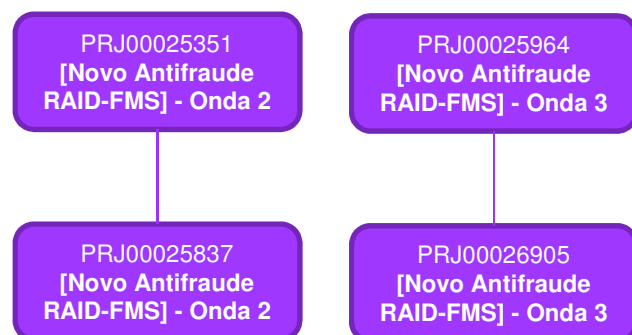 PRJ00025351
[Novo Antifraude
RAID-FMS] - Onda 2
PRJ00025964
[Novo Antifraude
RAID-FMS] - Onda 3
PRJ00025837
[Novo Antifraude
RAID-FMS] - Onda 2
PRJ00026905
[Novo Antifraude
RAID-FMS] - Onda 3